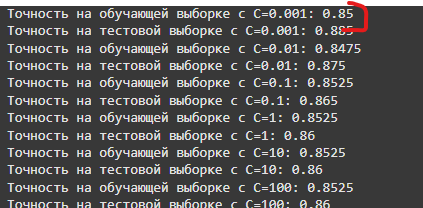 Точность на обучающей выборке с C=0.001: 0.85
Точность на тестовой выборке с C=0.001: 0.885
Точность на обучающей выборке с C=0.01: 0.8475
Точность на тестовой выборке с C=0.01: 0.875
Точность на обучающей выборке с C=0.1: 0.8525
Точность на тестовой выборке с C=0.1: 0.865
Точность на обучающей выборке с C=1: 0.8525
Точность на тестовой выборке с C=1: 0.86
Точность на обучающей выборке с C=10: 0.8525
Точность на тестовой выборке с C=10: 0.86
Точность на обучающей выборке с C=100: 0.8525
Точность на тестовой выборке с C=100: 0.86